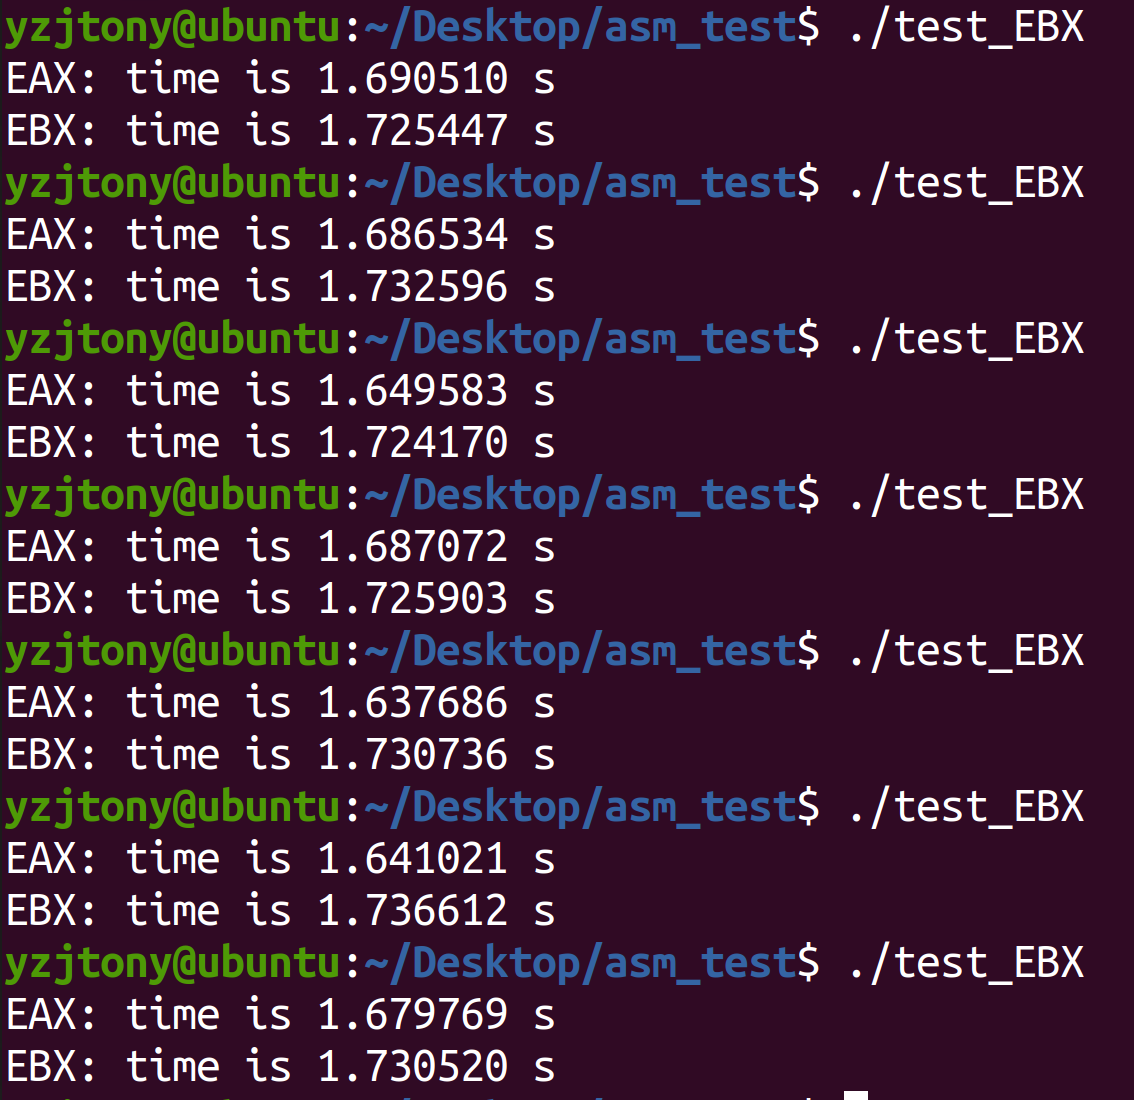 yzjtony@ubuntu:~/Desktop/asm_test$ ./test_EBX
EAX: time is 1.690510 s
EBX: time is 1.725447 s
yzjtony@ubuntu:~/Desktop/asm_test$ ./test_EBX
EAX: time is 1.686534 s
EBX: time is 1.732596 s
yzjtony@ubuntu:~/Desktop/asm_test$ ./test_EBX
EAX: time is 1.649583 s
EBX: time is 1.724170 s
yzjtony@ubuntu:~/Desktop/asm_test$ ./test_EBX
EAX: time is 1.687072 s
EBX: time is 1.725903 s
yzjtony@ubuntu:~/Desktop/asm_test$ ./test_EBX
EAX: time is 1.637686 s
EBX: time is 1.730736 s
yzjtony@ubuntu:~/Desktop/asm_test$ ./test_EBX
EAX: time is 1.641021 s
EBX: time is 1.736612 s
yzjtony@ubuntu:~/Desktop/asm_test$ ./test_EBX
EAX: time is 1.679769 s
EBX: time is 1.730520 s